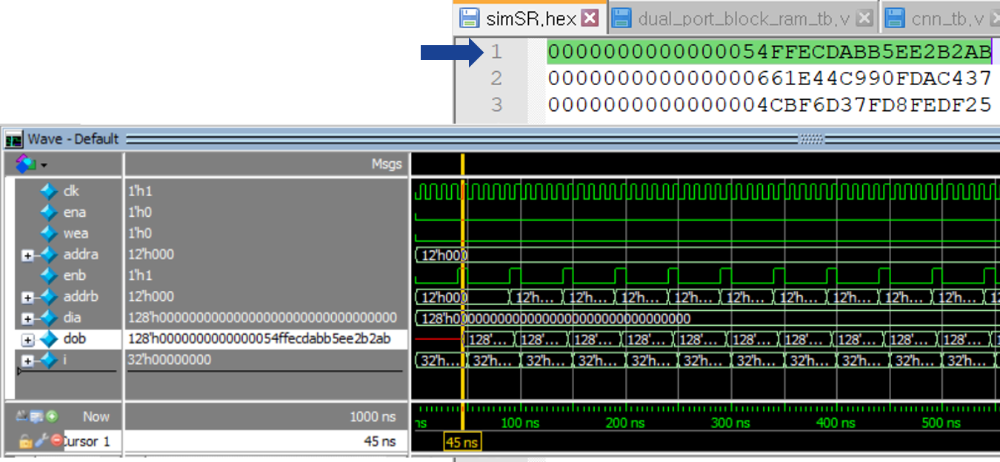 simSR.hex
dual_port_block_ram_tb.v
cnn_tb.v
1 0000000000000054FFECDABB5EE2B2AB
2 000000000000000661E44C990FDAC437
3 0000000000000004CBF6D37FD8FEDF25
Wave - Default
Msgs
clk 1'h1
ena 1'h0
wea 1'h0
addra 12'h000 12'h000
enb 1'h1
addrb 12'h000 12'h000 12'h... 12'h... 12'h... 12'h... 12'h... 12'h... 12'h... 12'h... 12'h...
dia 128'h00000000000000000000000000000000 128'h00000000000000000000000000000000
dob 128'h0000000000000054ffecdabb5ee2b2ab 128'... 128'... 128'... 128'... 128'... 128'... 128'... 128'... 128'... 128'...
i 32'h00000000 32'h... 32'h... 32'h... 32'h... 32'h... 32'h... 32'h... 32'h... 32'h... 32'h... 32'h...
Now 1000 ns ns 100 ns 200 ns 300 ns 400 ns 500 ns
Cursor 1 45 ns 45 ns